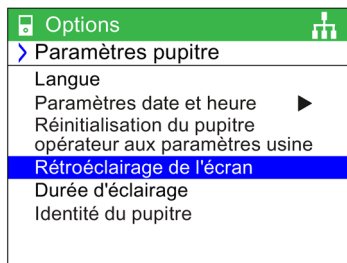 Options
Paramètres pupitre
Langue
Paramètres date et heure
Réinitialisation du pupitre
opérateur aux paramètres usine
Rétroéclairage de l'écran
Durée d'éclairage
Identité du pupitre